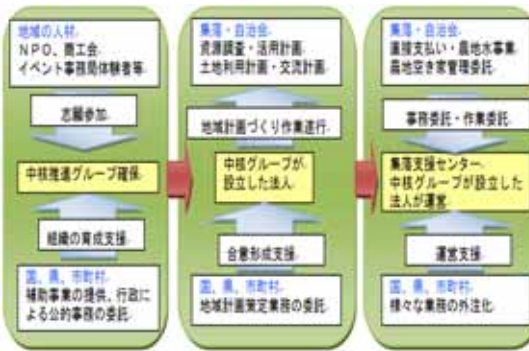 地域の人材
NPO、商工会、
イベント事務局体験者等
志願参加
中核推進グループ確保
組織の育成支援
国、県、市町村
補助事業の提供、行政に
よる公的事務の委託
集落・自治会
資源調査・活用計画
土地利用計画・交流計画
地域計画づくり作業遂行
中核グループが
設立した法人
合意形成支援
国、県、市町村
地域計画策定業務の委託
集落・自治会
直接支払い・農地水事業
農地空き家管理委託
事務委託・作業委託
集落支援センター
中核グループが設立した
法人が運営
運営支援
国、県、市町村
様々な業務の外注化